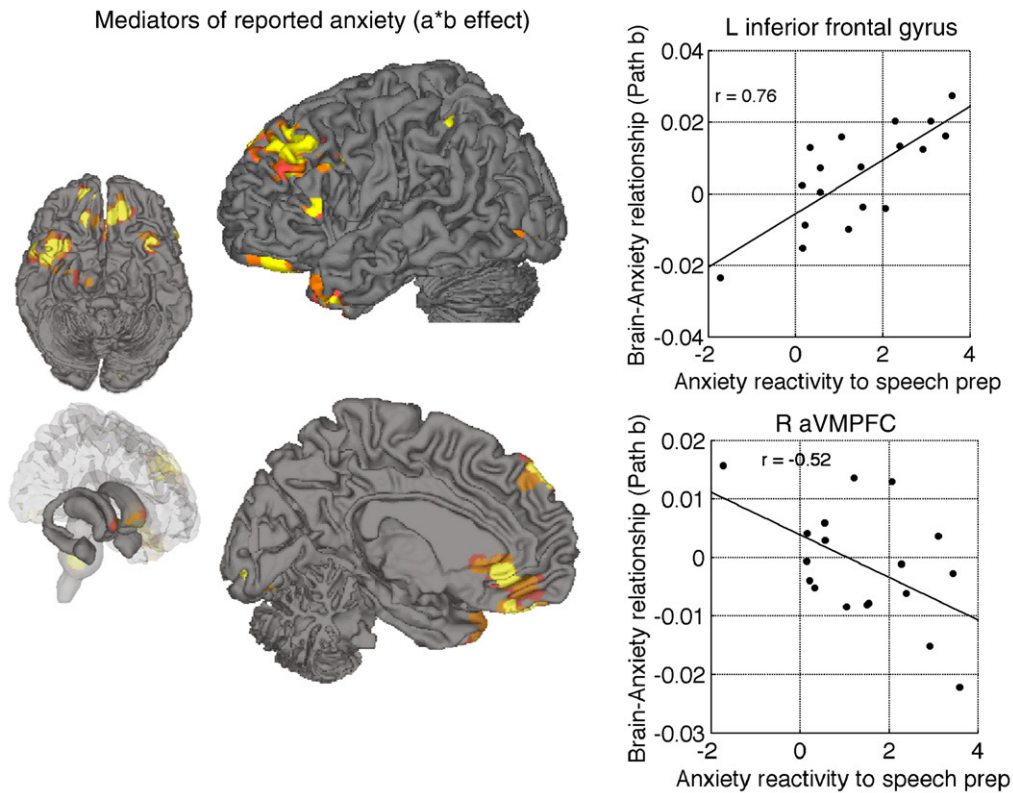 Mediators of reported anxiety (a*b effect)
L inferior frontal gyrus
Brain-Anxiety relationship (Path b)
0.04
0.02
0
-0.02
-0.04
r = 0.76
-2 0 2 4
Anxiety reactivity to speech prep
R aVMPFC
Brain-Anxiety relationship (Path b)
0.02
0.01
0
-0.01
-0.02
-0.03
r = -0.52
-2 0 2 4
Anxiety reactivity to speech prep